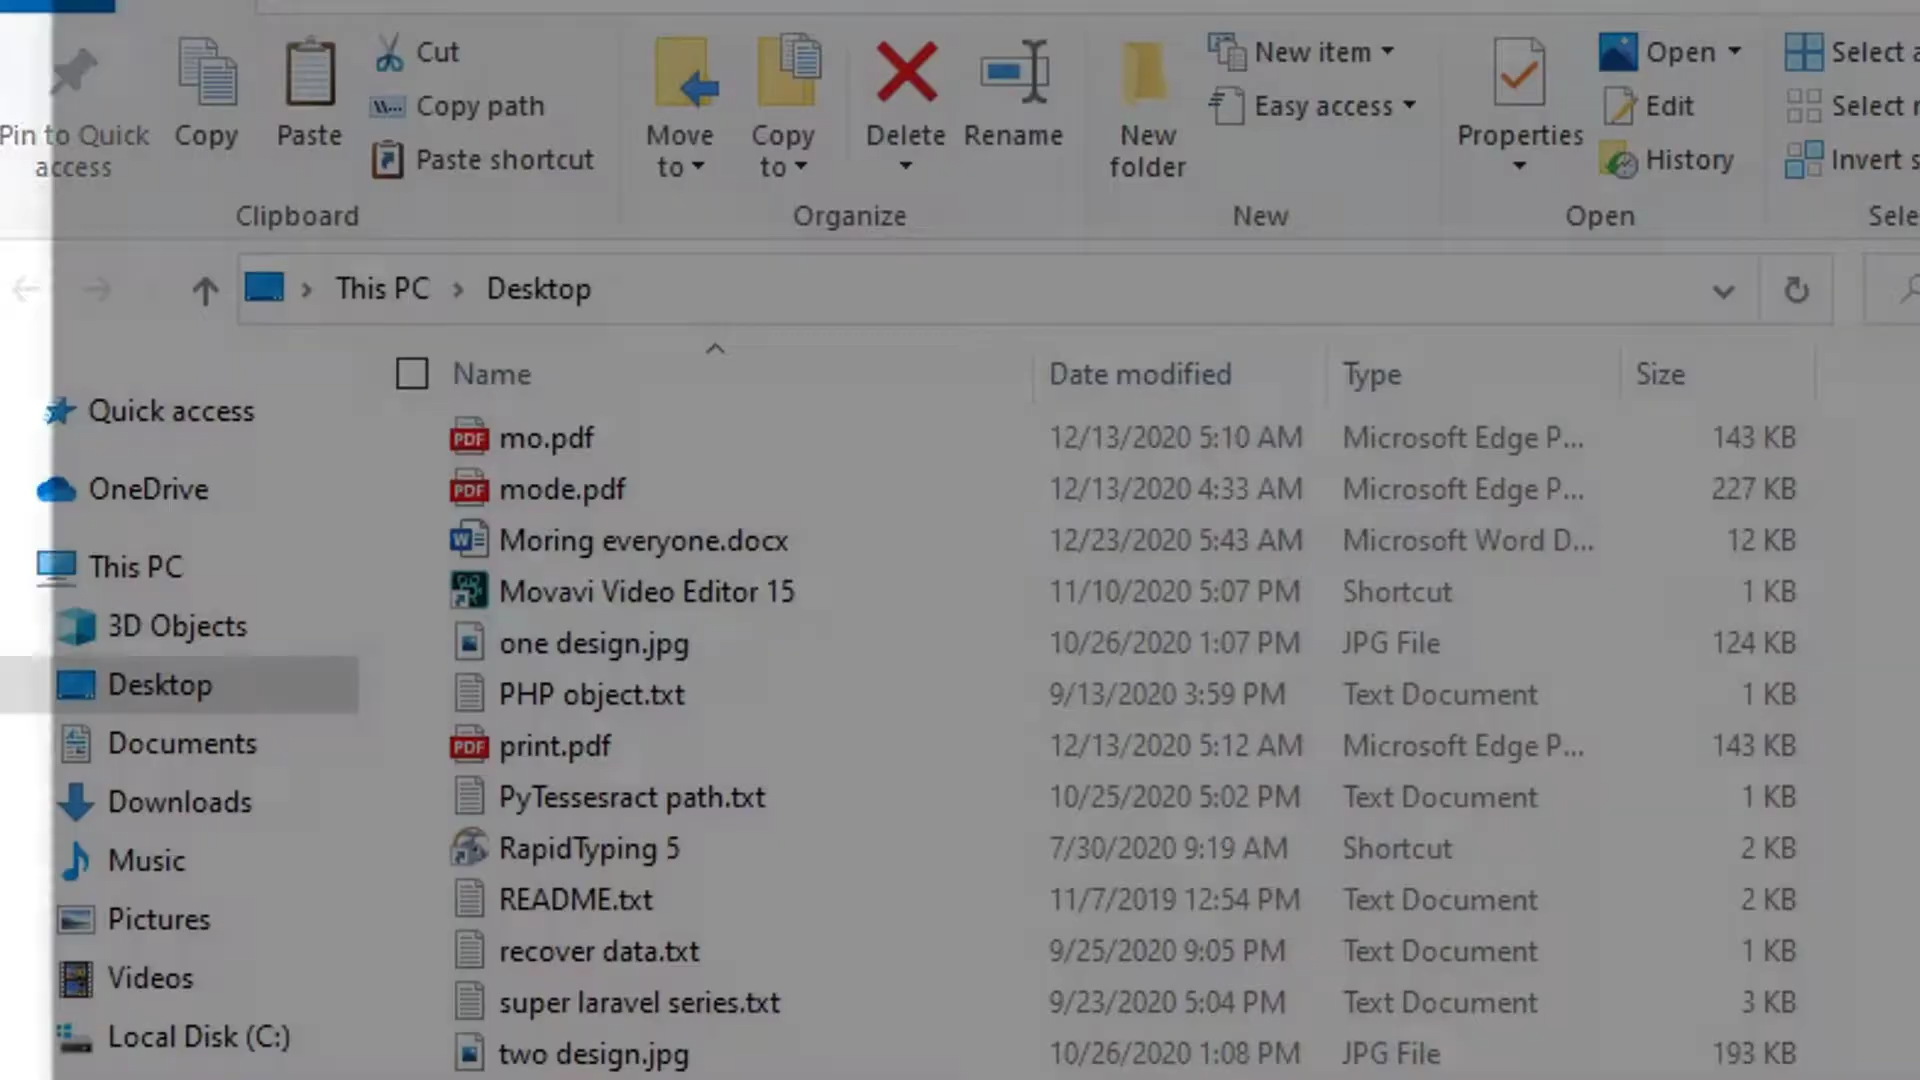 Pin to Quick access
Copy
Paste
Cut
Copy path
Paste shortcut
Clipboard
Move to
Copy to
Delete
Rename
Organize
New folder
New item
Easy access
New
Properties
Open
Edit
History
Open
Select
Select
Invert
This PC > Desktop
Name Date modified Type Size
mo.pdf 12/13/2020 5:10 AM Microsoft Edge P... 143 KB
mode.pdf 12/13/2020 4:33 AM Microsoft Edge P... 227 KB
Moring everyone.docx 12/23/2020 5:43 AM Microsoft Word D... 12 KB
Movavi Video Editor 15 11/10/2020 5:07 PM Shortcut 1 KB
one design.jpg 10/26/2020 1:07 PM JPG File 124 KB
PHP object.txt 9/13/2020 3:59 PM Text Document 1 KB
print.pdf 12/13/2020 5:12 AM Microsoft Edge P... 143 KB
PyTessesract path.txt 10/25/2020 5:02 PM Text Document 1 KB
RapidTyping 5 7/30/2020 9:19 AM Shortcut 2 KB
README.txt 11/7/2019 12:54 PM Text Document 2 KB
recover data.txt 9/25/2020 9:05 PM Text Document 1 KB
super laravel series.txt 9/23/2020 5:04 PM Text Document 3 KB
two design.jpg 10/26/2020 1:08 PM JPG File 193 KB
Quick access
OneDrive
This PC
3D Objects
Desktop
Documents
Downloads
Music
Pictures
Videos
Local Disk (C:)